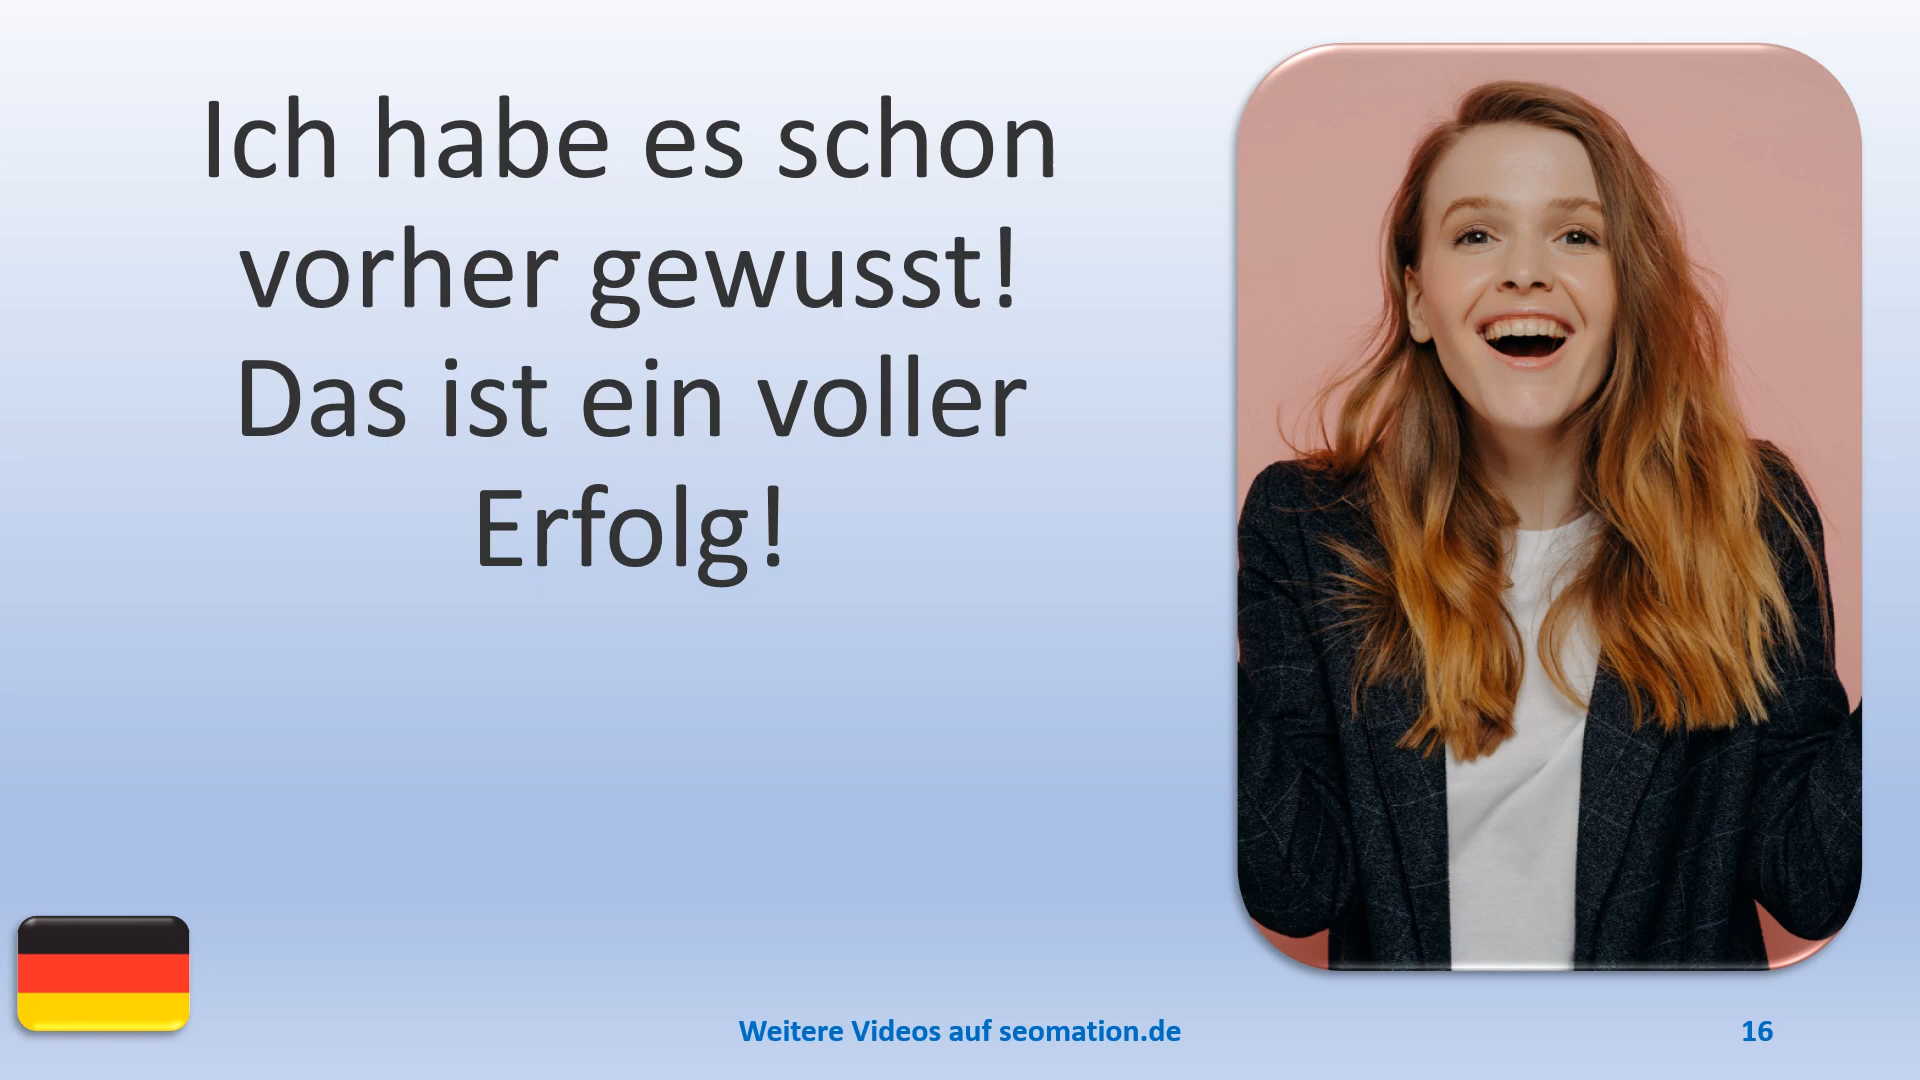 Ich habe es schon
vorher gewusst!
Das ist ein voller
Erfolg!
Weitere Videos auf seomation.de
16